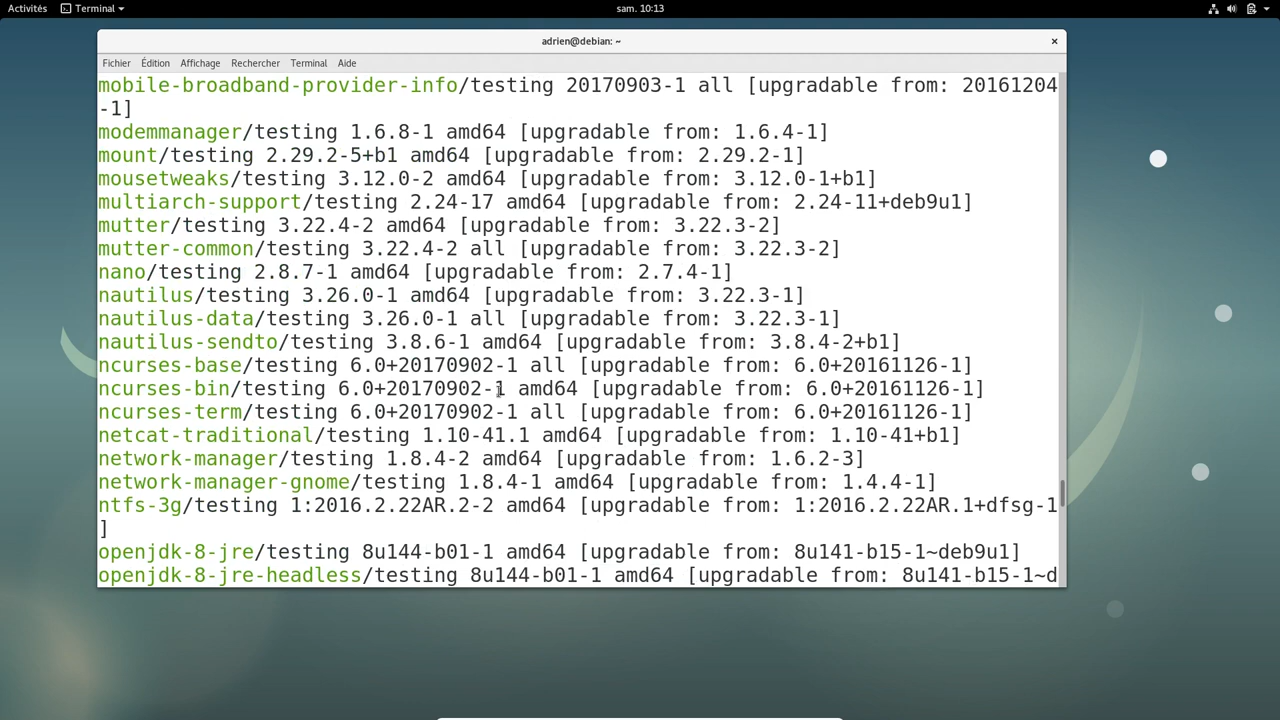 Activités Terminal sam. 10:13
adrien@debian: ~ ×
Fichier Édition Affichage Rechercher Terminal Aide
mobile-broadband-provider-info/testing 20170903-1 all [upgradable from: 20161204
-1]
modemmanager/testing 1.6.8-1 amd64 [upgradable from: 1.6.4-1]
mount/testing 2.29.2-5+b1 amd64 [upgradable from: 2.29.2-1]
mousetweaks/testing 3.12.0-2 amd64 [upgradable from: 3.12.0-1+b1]
multiarch-support/testing 2.24-17 amd64 [upgradable from: 2.24-11+deb9u1]
mutter/testing 3.22.4-2 amd64 [upgradable from: 3.22.3-2]
mutter-common/testing 3.22.4-2 all [upgradable from: 3.22.3-2]
nano/testing 2.8.7-1 amd64 [upgradable from: 2.7.4-1]
nautilus/testing 3.26.0-1 amd64 [upgradable from: 3.22.3-1]
nautilus-data/testing 3.26.0-1 all [upgradable from: 3.22.3-1]
nautilus-sendto/testing 3.8.6-1 amd64 [upgradable from: 3.8.4-2+b1]
ncurses-base/testing 6.0+20170902-1 all [upgradable from: 6.0+20161126-1]
ncurses-bin/testing 6.0+20170902-1 amd64 [upgradable from: 6.0+20161126-1]
ncurses-term/testing 6.0+20170902-1 all [upgradable from: 6.0+20161126-1]
netcat-traditional/testing 1.10-41.1 amd64 [upgradable from: 1.10-41+b1]
network-manager/testing 1.8.4-2 amd64 [upgradable from: 1.6.2-3]
network-manager-gnome/testing 1.8.4-1 amd64 [upgradable from: 1.4.4-1]
ntfs-3g/testing 1:2016.2.22AR.2-2 amd64 [upgradable from: 1:2016.2.22AR.1+dfsg-1
]
openjdk-8-jre/testing 8u144-b01-1 amd64 [upgradable from: 8u141-b15-1~deb9u1]
openjdk-8-jre-headless/testing 8u144-b01-1 amd64 [upgradable from: 8u141-b15-1~d